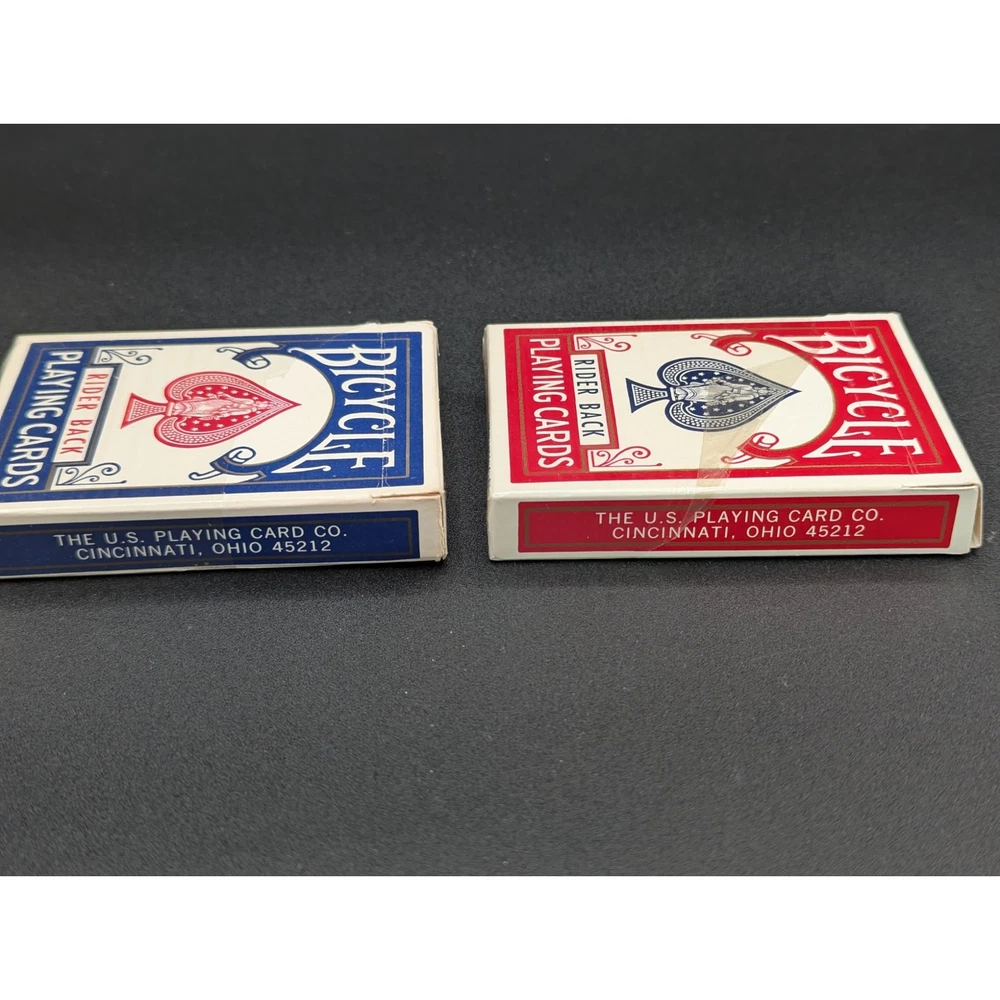 BICYCLE
RIDER BACK
PLAYING CARDS
THE U.S. PLAYING CARD CO.
CINCINNATI, OHIO 45212
BICYCLE
RIDER BACK
PLAYING CARDS
THE U.S. PLAYING CARD CO.
CINCINNATI, OHIO 45212